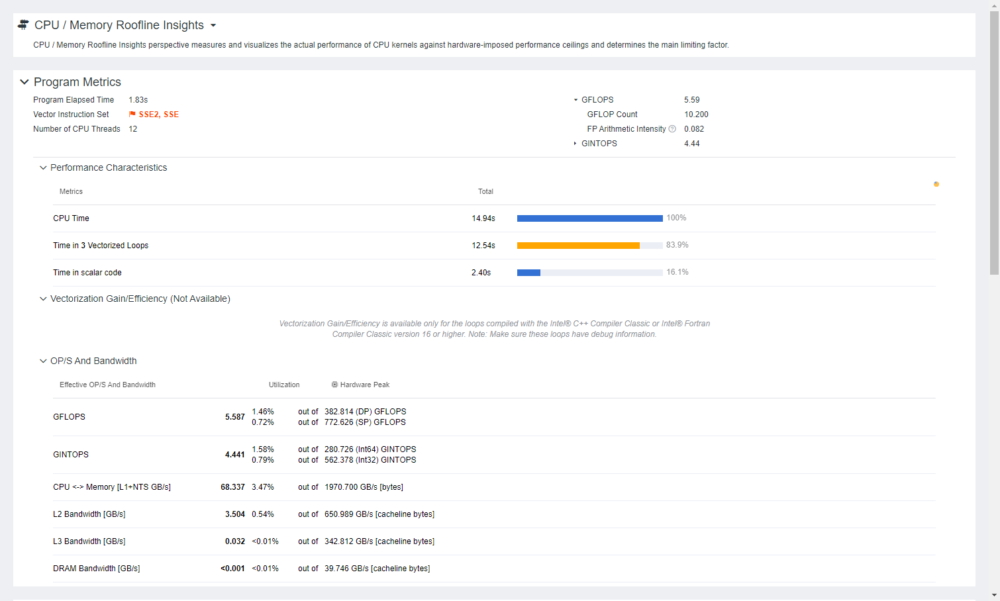 CPU / Memory Roofline Insights
CPU / Memory Roofline Insights perspective measures and visualizes the actual performance of CPU kernels against hardware-imposed performance ceilings and determines the main limiting factor.
Program Metrics
Program Elapsed Time 1.83s
Vector Instruction Set SSE2, SSE
Number of CPU Threads 12
GFLOPS 5.59
GFLOP Count 10.200
FP Arithmetic Intensity ? 0.082
GINTOPS 4.44
Performance Characteristics
Metrics Total
CPU Time 14.94s 100%
Time in 3 Vectorized Loops 12.54s 83.9%
Time in scalar code 2.40s 16.1%
Vectorization Gain/Efficiency (Not Available)
Vectorization Gain/Efficiency is available only for the loops compiled with the Intel® C++ Compiler Classic or Intel® Fortran
Compiler Classic version 16 or higher. Note: Make sure these loops have debug information.
OP/S And Bandwidth
Effective OP/S And Bandwidth Utilization Hardware Peak
GFLOPS 5.587 1.46% out of 382.814 (DP) GFLOPS
0.72% out of 772.626 (SP) GFLOPS
GINTOPS 4.441 1.58% out of 280.726 (Int64) GINTOPS
0.79% out of 562.378 (Int32) GINTOPS
CPU <-> Memory [L1+NTS GB/s] 68.337 3.47% out of 1970.700 GB/s [bytes]
L2 Bandwidth [GB/s] 3.504 0.54% out of 650.989 GB/s [cacheline bytes]
L3 Bandwidth [GB/s] 0.032 <0.01% out of 342.812 GB/s [cacheline bytes]
DRAM Bandwidth [GB/s] <0.001 <0.01% out of 39.746 GB/s [cacheline bytes]